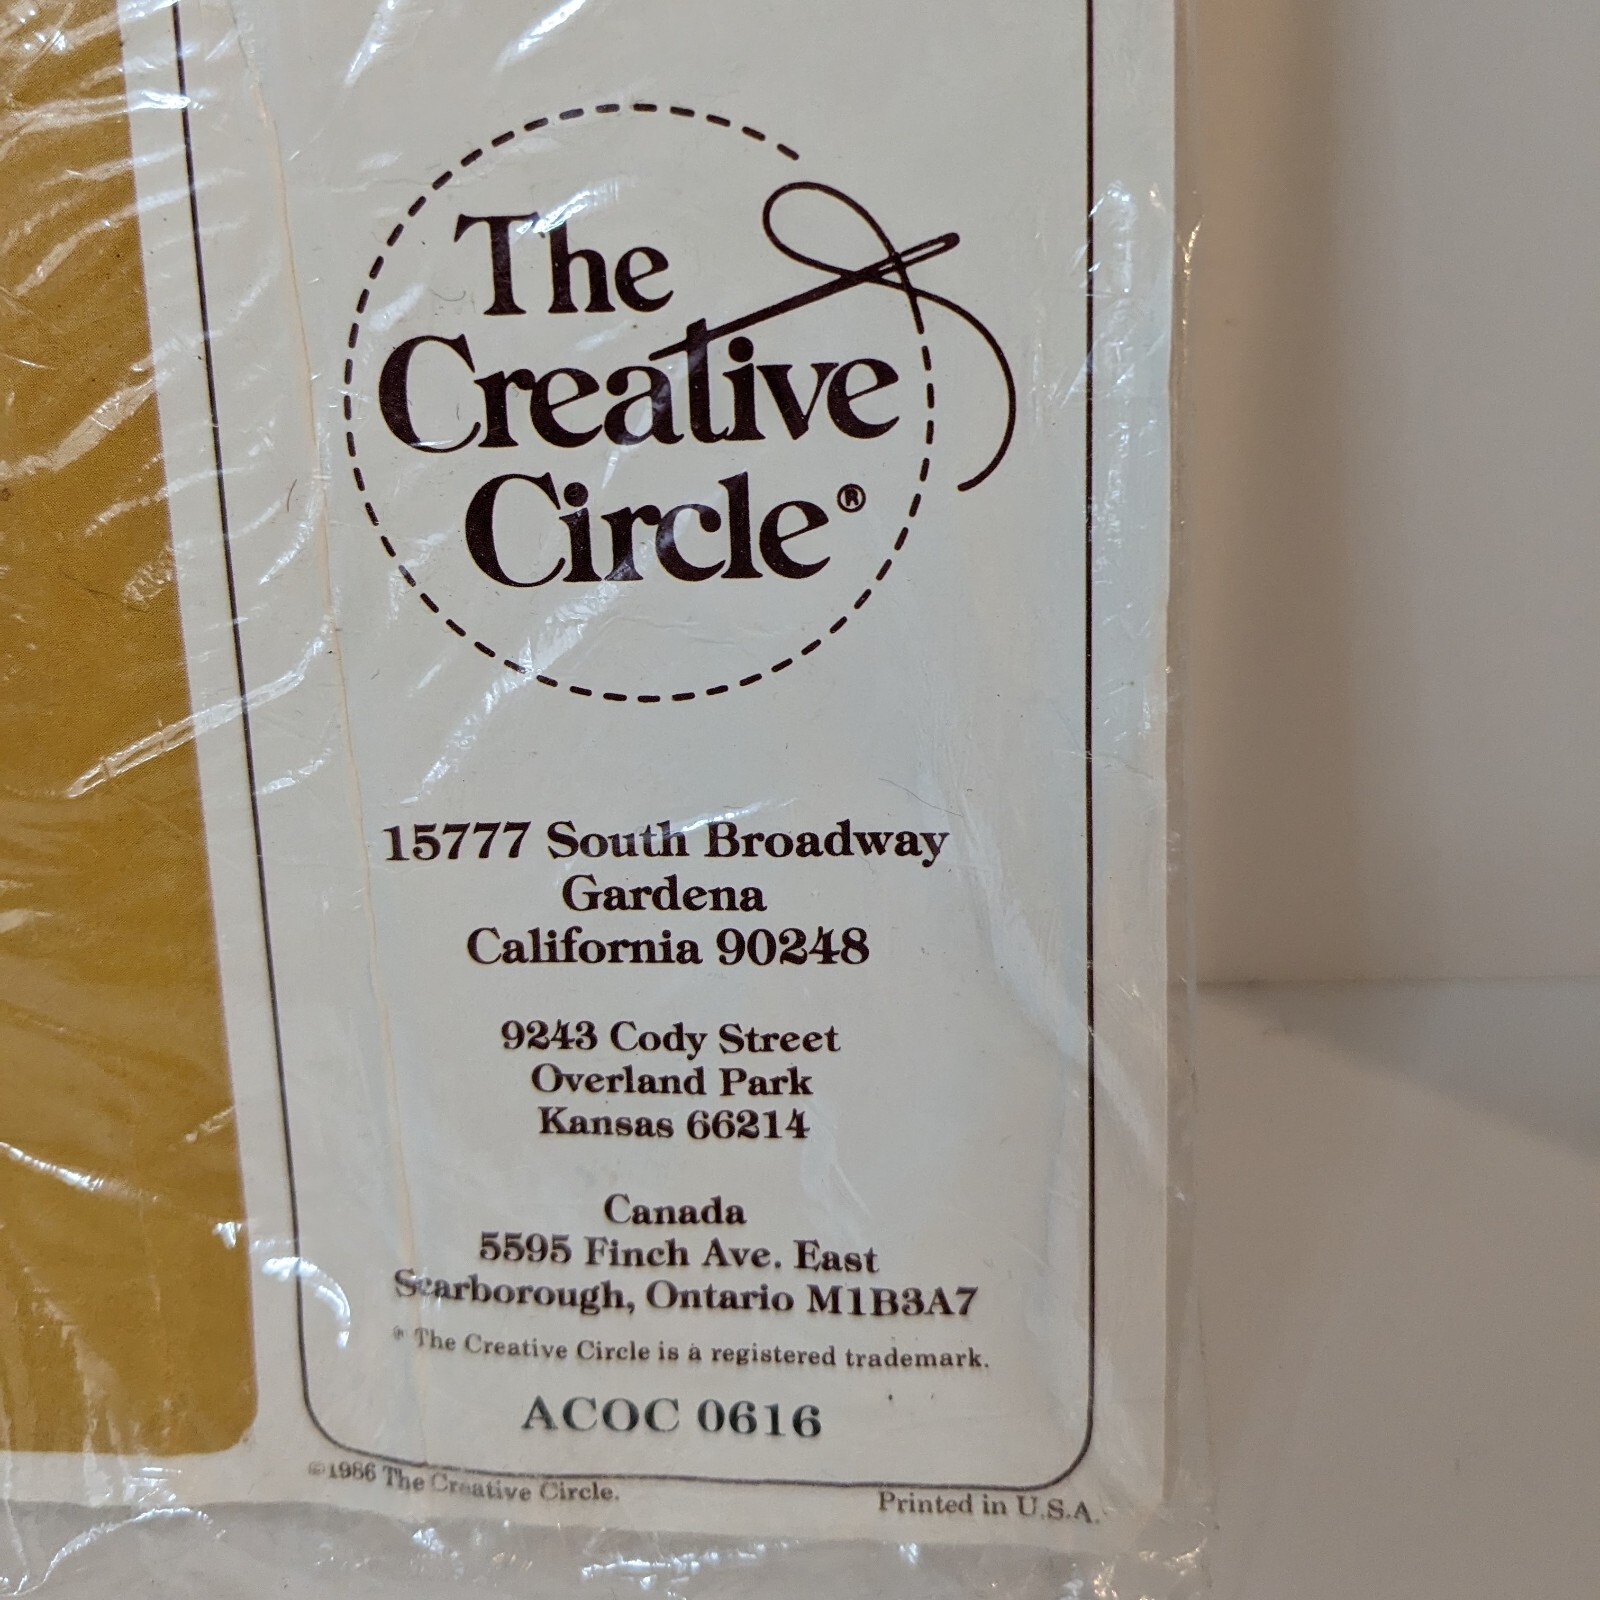 The
Creative
Circle®
15777 South Broadway
Gardena
California 90248
9243 Cody Street
Overland Park
Kansas 66214
Canada
5595 Finch Ave. East
Scarborough, Ontario M1B3A7
® The Creative Circle is a registered trademark.
ACOC 0616
©1986 The Creative Circle.
Printed in U.S.A.